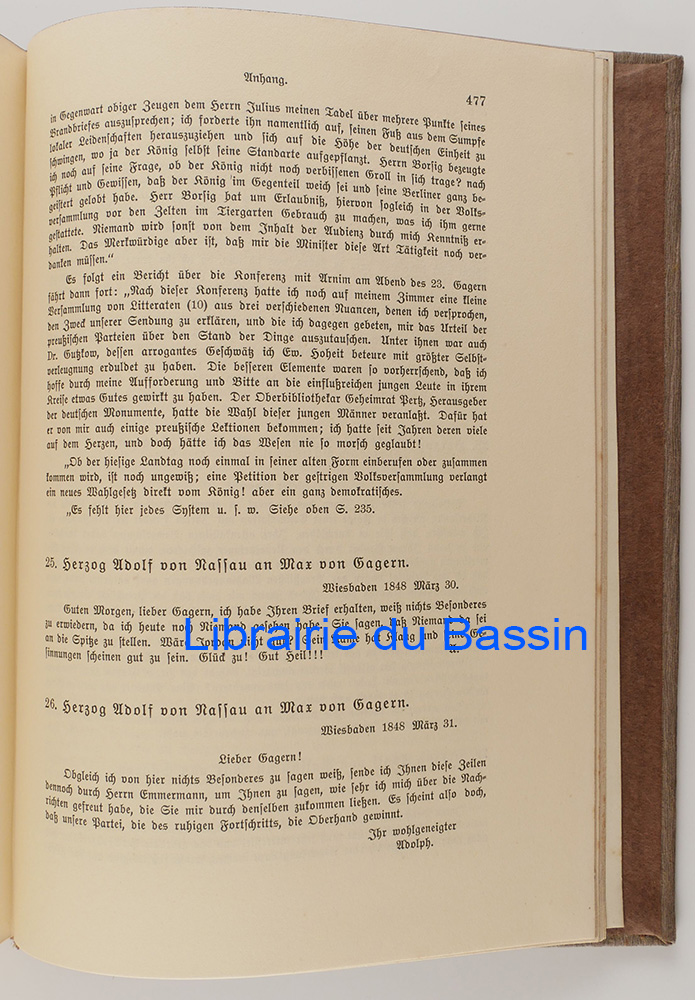 Anhang.
477
in Gegenwart obiger Zeugen dem Herrn Julius meinen Tadel über mehrere Punkte seines
Brandbriefes auszusprechen; ich forderte ihn namentlich auf, seinen Fuß aus dem Sumpfe
lokaler Leidenschaften herauszuziehen und sich auf die Höhe der deutschen Einheit zu
schwingen, wo ja der König selbst seine Standarte aufgepflanzt. Herrn Borsig bezeugte
ich noch auf seine Frage, ob der König nicht noch verbissenen Groll in sich trage? nach
Pflicht und Gewissen, daß der König im Gegenteil weich sei und seine Berliner ganz be-
geistert gelobt habe. Herr Borsig bat um Erlaubniß, hiervon sogleich in der Volks-
versammlung vor den Zelten im Tiergarten Gebrauch zu machen, was ich ihm gerne
gestattete. Niemand wird sonst von dem Inhalt der Audienz durch mich Kenntniß er-
halten. Das Merkwürdige aber ist, daß mir die Minister diese Art Tätigkeit noch ver-
danken müssen.“
Es folgt ein Bericht über die Konferenz mit Arnim am Abend des 23. Gagern
fährt dann fort: „Nach dieser Konferenz hatte ich noch auf meinem Zimmer eine kleine
Versammlung von Litteraten (10) aus drei verschiedenen Nuancen, denen ich versprochen,
den Zweck unserer Sendung zu erklären, und die ich dagegen gebeten, mir das Urteil der
preußischen Parteien über den Stand der Dinge auszutauschen. Unter ihnen war auch
Dr. Gutzkow, dessen arrogantes Geschwätz ich Ew. Hoheit beteure mit größter Selbst-
verleugnung erduldet zu haben. Die besseren Elemente waren so vorherrschend, daß ich
hoffe durch meine Aufforderung und Bitte an die einflußreichen jungen Leute in ihrem
Kreise etwas Gutes gewirkt zu haben. Der Oberbibliothekar Geheimrat Pertz, Herausgeber
der deutschen Monumente, hatte die Wahl dieser jungen Männer veranlaßt. Dafür hat
er von mir auch einige preußische Lektionen bekommen; ich hatte seit Jahren deren viele
auf dem Herzen, und doch hätte ich das Wesen nie so morsch geglaubt!
„Ob der hiesige Landtag noch einmal in seiner alten Form einberufen oder zusammen
kommen wird, ist noch ungewiß; eine Petition der gestrigen Volksversammlung verlangt
ein neues Wahlgesetz direkt vom König! aber ein ganz demokratisches.
„Es fehlt hier jedes System u. s. w. Siehe oben S. 235.
25. Herzog Adolf von Nassau an Max von Gagern.
Wiesbaden 1848 März 30.
Guten Morgen, lieber Gagern, ich habe Ihren Brief erhalten, weiß nichts Besonderes
zu erwiedern, da ich heute noch Niemand gesehen habe. Sie sagen, daß Niemand da sei
an die Spitze zu stellen. Wäre Jordan nicht gut? Sein Name hat Klang und seine Ge-
sinnungen scheinen gut zu sein. Glück zu! Gut Heil!!! A.
Librairie du Bassin
26. Herzog Adolf von Nassau an Max von Gagern.
Wiesbaden 1848 März 31.
Lieber Gagern!
Obgleich ich von hier nichts Besonderes zu sagen weiß, sende ich Ihnen diese Zeilen
dennoch durch Herrn Emmermann, um Ihnen zu sagen, wie sehr ich mich über die Nach-
richten gefreut habe, die Sie mir durch denselben zukommen ließen. Es scheint also doch,
daß unsere Partei, die des ruhigen Fortschritts, die Oberhand gewinnt.
Ihr wohlgeneigter
Adolph.